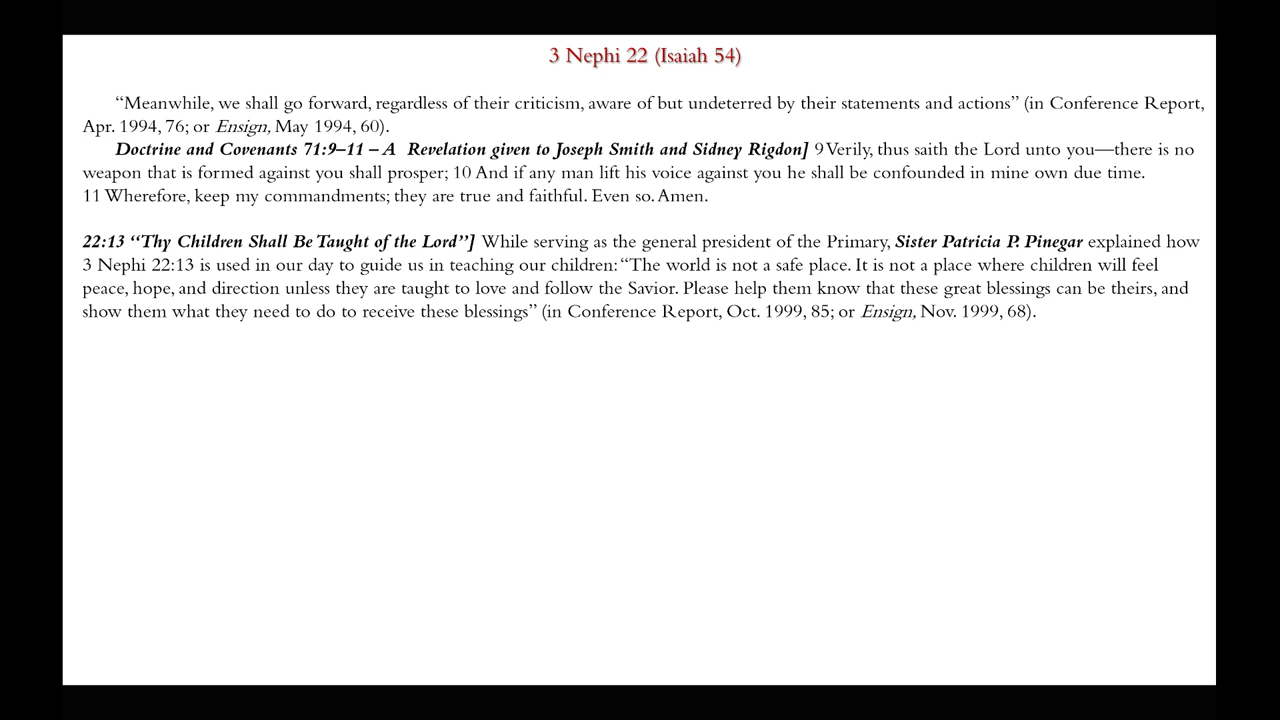 3 Nephi 22 (Isaiah 54)
“Meanwhile, we shall go forward, regardless of their criticism, aware of but undeterred by their statements and actions” (in Conference Report,
Apr. 1994, 76; or Ensign, May 1994, 60).
Doctrine and Covenants 71:9–11 – A Revelation given to Joseph Smith and Sidney Rigdon] 9 Verily, thus saith the Lord unto you—there is no
weapon that is formed against you shall prosper; 10 And if any man lift his voice against you he shall be confounded in mine own due time.
11 Wherefore, keep my commandments; they are true and faithful. Even so. Amen.
22:13 “Thy Children Shall Be Taught of the Lord”] While serving as the general president of the Primary, Sister Patricia P. Pinegar explained how
3 Nephi 22:13 is used in our day to guide us in teaching our children: “The world is not a safe place. It is not a place where children will feel
peace, hope, and direction unless they are taught to love and follow the Savior. Please help them know that these great blessings can be theirs, and
show them what they need to do to receive these blessings” (in Conference Report, Oct. 1999, 85; or Ensign, Nov. 1999, 68).